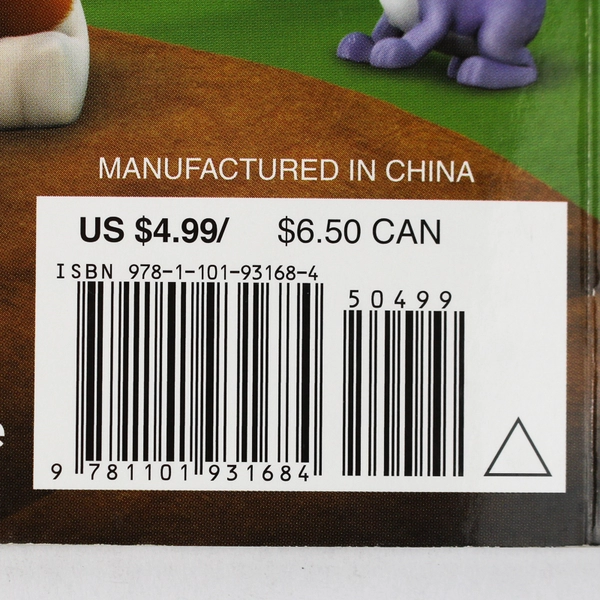 MANUFACTURED IN CHINA
US $4.99/ $6.50 CAN
ISBN 978-1-101-93168-4
50499
9 781101 931684
e